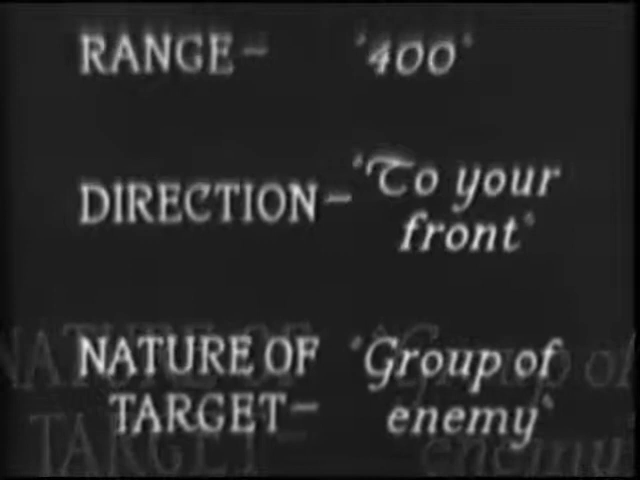 RANGE– '400'
DIRECTION– 'To your
front'
NATURE OF 'Group of
TARGET– enemy'